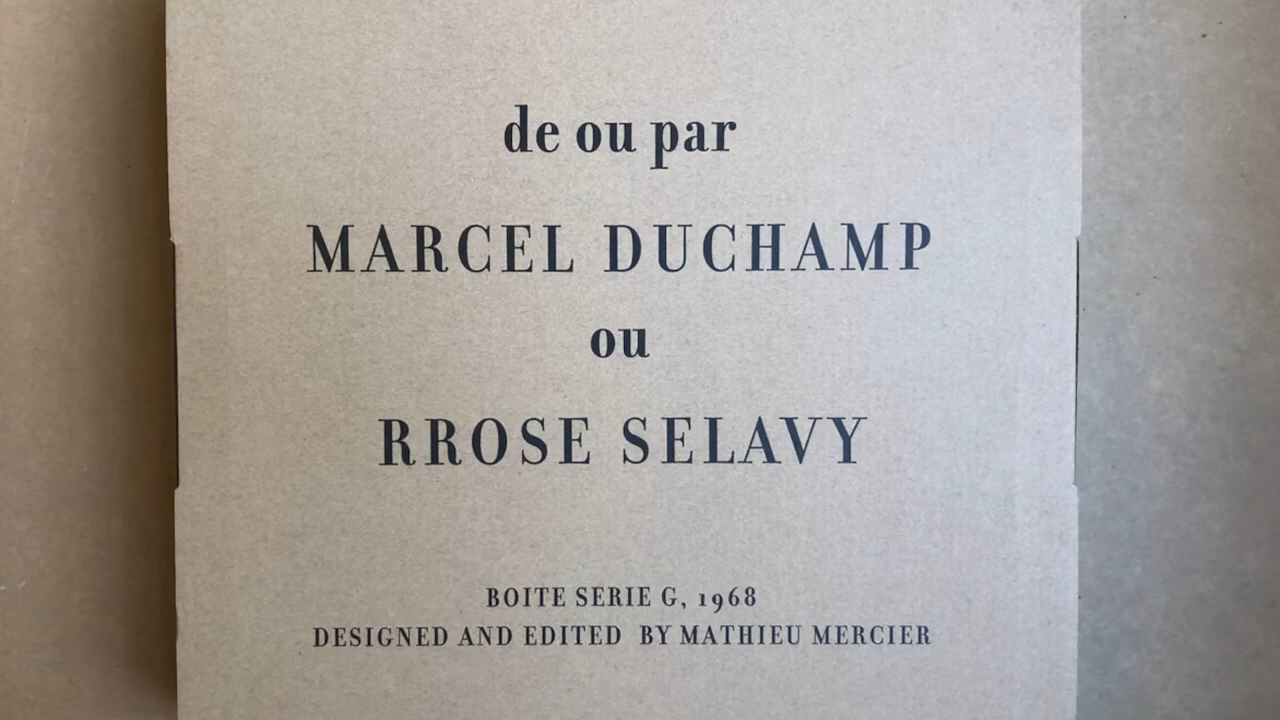 de ou par
MARCEL DUCHAMP
ou
RROSE SELAVY
BOITE SERIE G, 1968
DESIGNED AND EDITED BY MATHIEU MERCIER